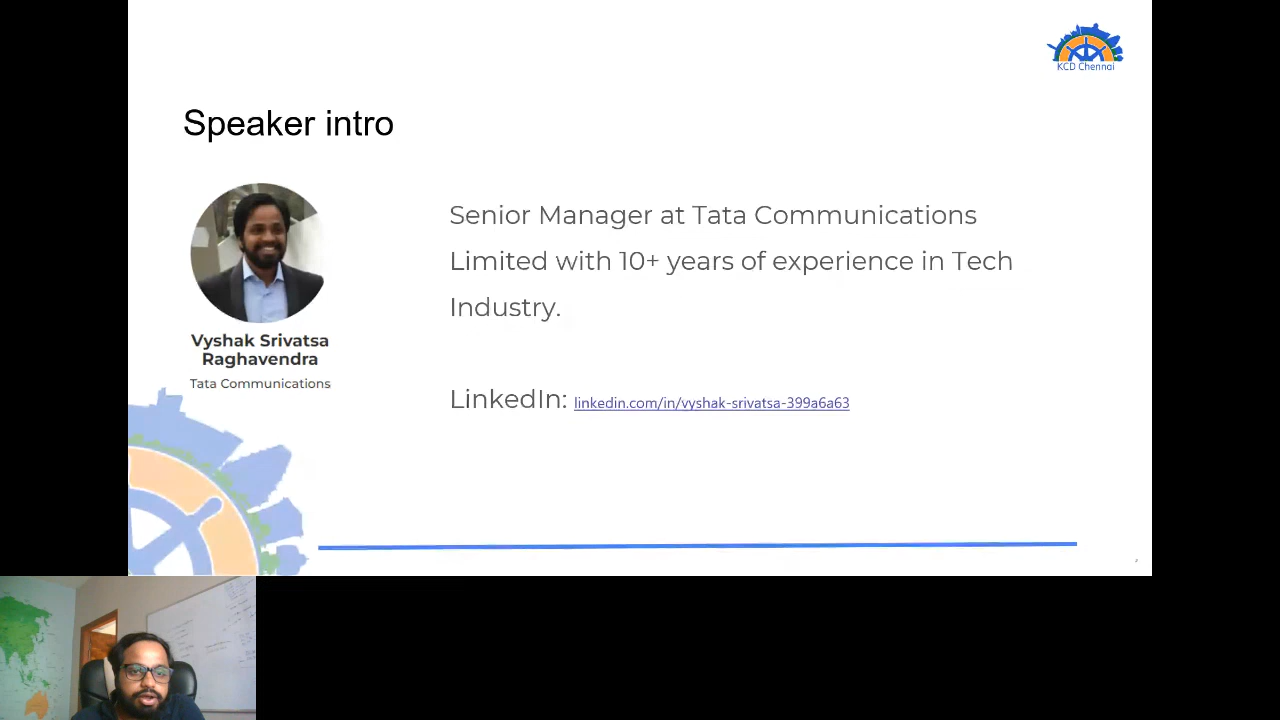 KCD Chennai
Speaker intro
Vyshak Srivatsa
Raghavendra
Tata Communications
Senior Manager at Tata Communications
Limited with 10+ years of experience in Tech
Industry.
LinkedIn: linkedin.com/in/vyshak-srivatsa-399a6a63